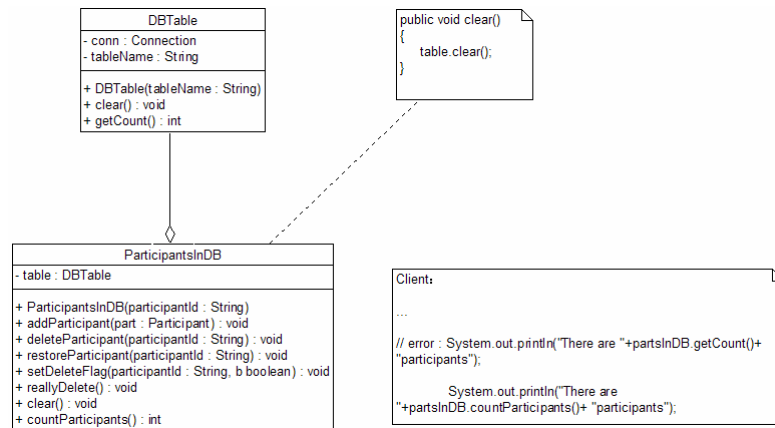 DBTable
- conn : Connection
- tableName : String
+ DBTable(tableName : String)
+ clear() : void
+ getCount() : int
public void clear()
{
table.clear();
}
ParticipantsInDB
- table : DBTable
+ ParticipantsInDB(participantId : String)
+ addParticipant(part : Participant) : void
+ deleteParticipant(participantId : String) : void
+ restoreParticipant(participantId : String) : void
+ setDeleteFlag(participantId : String, b boolean) : void
+ reallyDelete() : void
+ clear() : void
+ countParticipants() : int
Client：
...
// error : System.out.println("There are "+partsInDB.getCount()+
"participants");
System.out.println("There are
"+partsInDB.countParticipants()+ "participants");